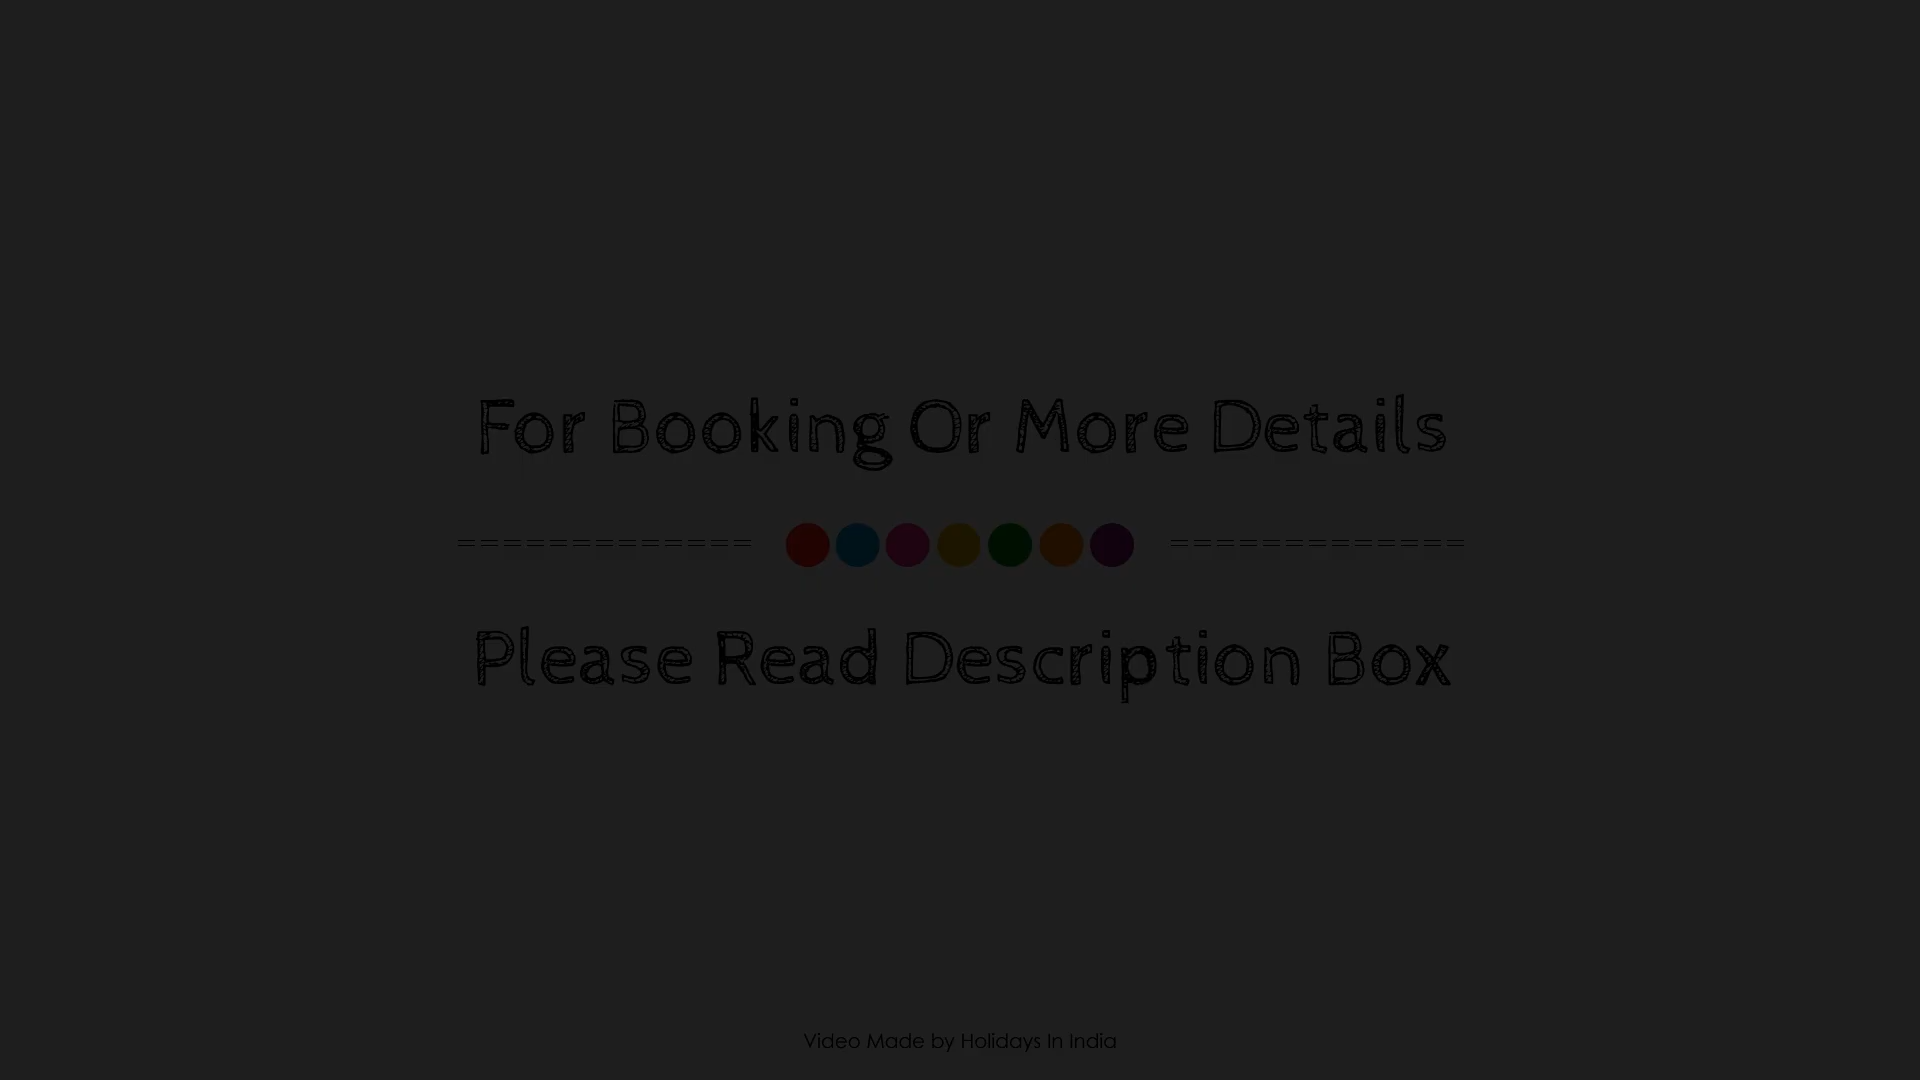 For Booking Or More Details
============= =============
Please Read Description Box
Video Made by Holidays In India